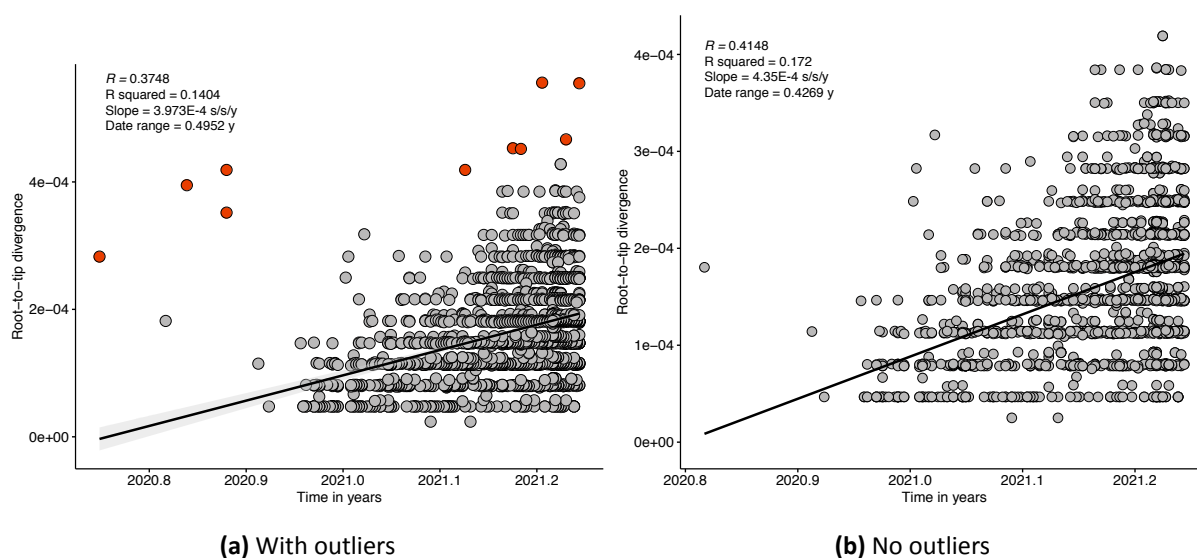 R = 0.3748
R squared = 0.1404
Slope = 3.973E-4 s/s/y
Date range = 0.4952 y
Root-to-tip divergence
4e-04
2e-04
0e+00
2020.8 2020.9 2021.0 2021.1 2021.2
Time in years
(a) With outliers
R = 0.4148
R squared = 0.172
Slope = 4.35E-4 s/s/y
Date range = 0.4269 y
Root-to-tip divergence
4e-04
3e-04
2e-04
1e-04
0e+00
2020.8 2020.9 2021.0 2021.1 2021.2
Time in years
(b) No outliers